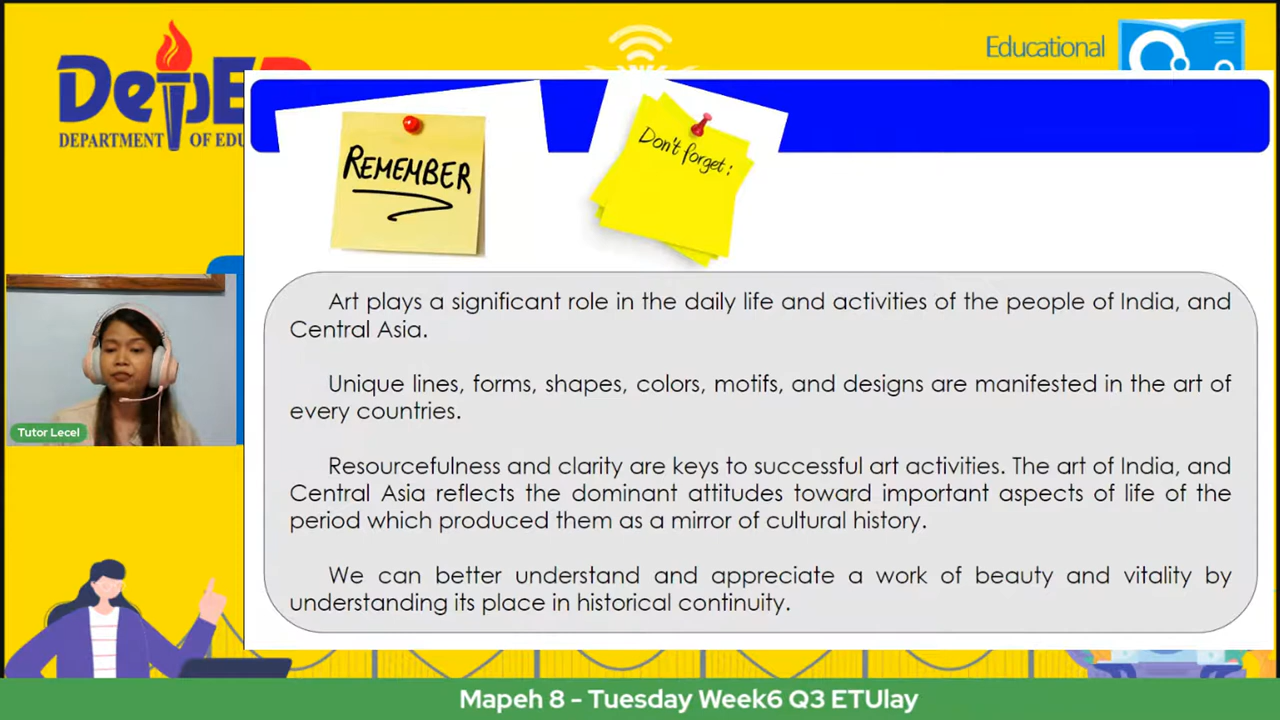 Educational
DepE
DEPARTMENT OF EDU
REMEMBER
Don't forget:
Art plays a significant role in the daily life and activities of the people of India, and
Central Asia.
Unique lines, forms, shapes, colors, motifs, and designs are manifested in the art of
every countries.
Resourcefulness and clarity are keys to successful art activities. The art of India, and
Central Asia reflects the dominant attitudes toward important aspects of life of the
period which produced them as a mirror of cultural history.
We can better understand and appreciate a work of beauty and vitality by
understanding its place in historical continuity.
Tutor Lecel
Mapeh 8 - Tuesday Week6 Q3 ETUlay